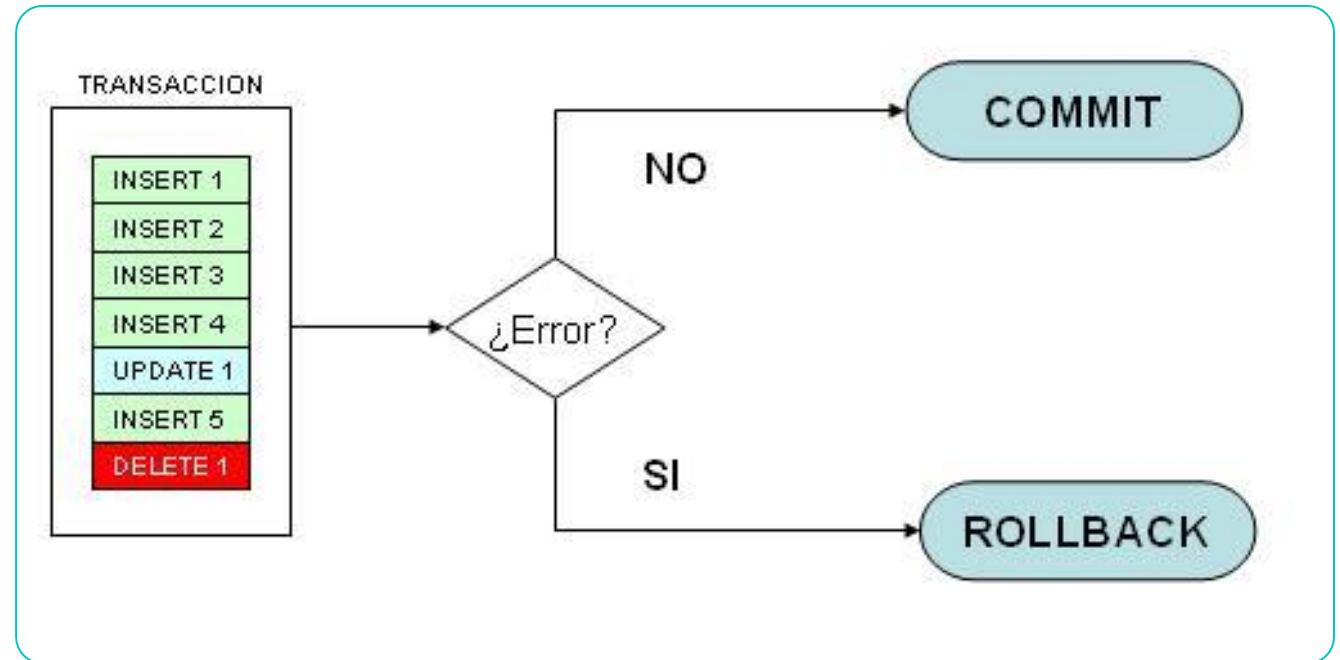 TRANSACCION
INSERT 1
INSERT 2
INSERT 3
INSERT 4
UPDATE 1
INSERT 5
DELETE 1
¿Error?
NO
COMMIT
SI
ROLLBACK